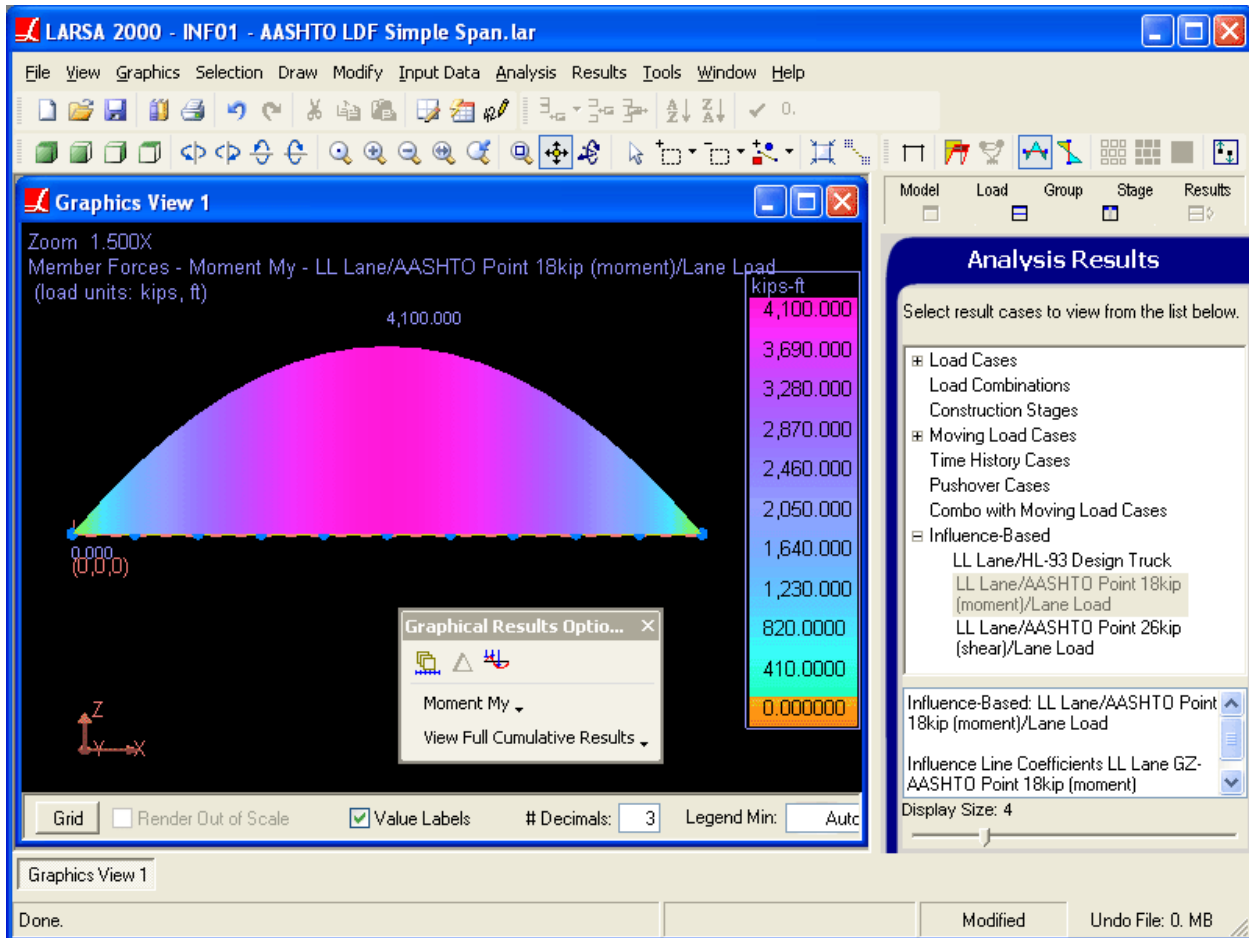 LARSA 2000 - INF01 - AASHTO LDF Simple Span.lar
File View Graphics Selection Draw Modify Input Data Analysis Results Tools Window Help
0.
Graphics View 1
Zoom 1.500X
Member Forces - Moment My - LL Lane/AASHTO Point 18kip (moment)/Lane Load
(load units: kips, ft)
4,100.000
kips-ft
4,100.000
3,690.000
3,280.000
2,870.000
2,460.000
2,050.000
1,640.000
1,230.000
820.0000
410.0000
0.000000
0.000
(0,0,0)
Z
Y
X
Graphical Results Optio...
Moment My
View Full Cumulative Results
Grid
Render Out of Scale
Value Labels
# Decimals: 3
Legend Min: Auto
Model Load Group Stage Results
Analysis Results
Select result cases to view from the list below.
Load Cases
Load Combinations
Construction Stages
Moving Load Cases
Time History Cases
Pushover Cases
Combo with Moving Load Cases
Influence-Based
LL Lane/HL-93 Design Truck
LL Lane/AASHTO Point 18kip
(moment)/Lane Load
LL Lane/AASHTO Point 26kip
(shear)/Lane Load
Influence-Based: LL Lane/AASHTO Point
18kip (moment)/Lane Load
Influence Line Coefficients LL Lane GZ-
AASHTO Point 18kip (moment)
Display Size: 4
Graphics View 1
Done.
Modified
Undo File: 0. MB